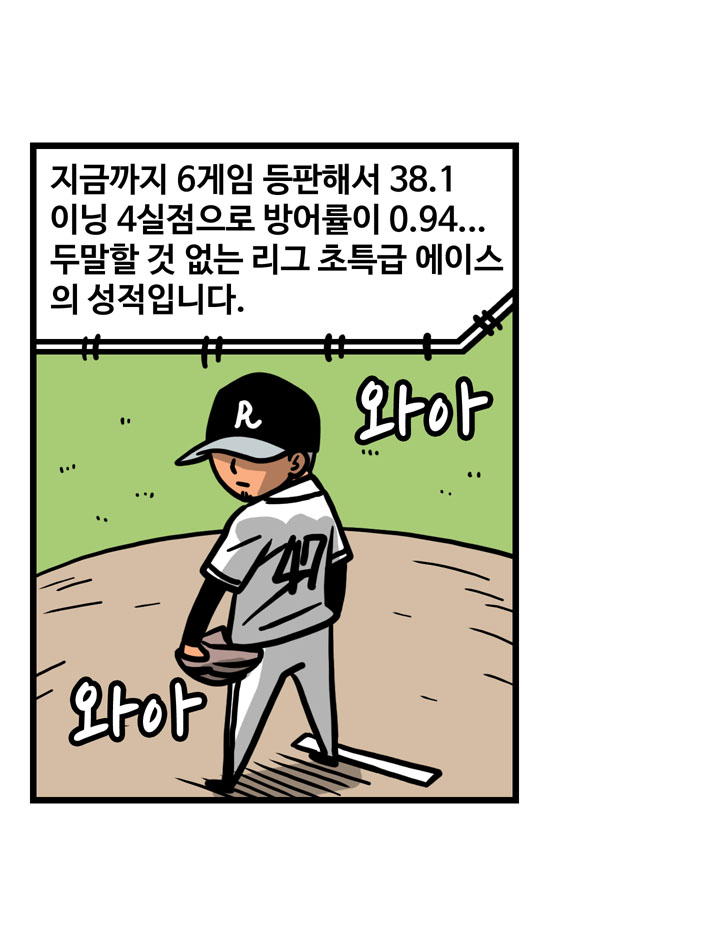 지금까지 6게임 등판해서 38.1
이닝 4실점으로 방어률이 0.94...
두말할 것 없는 리그 초특급 에이스
의 성적입니다.
와아
R
47
와아